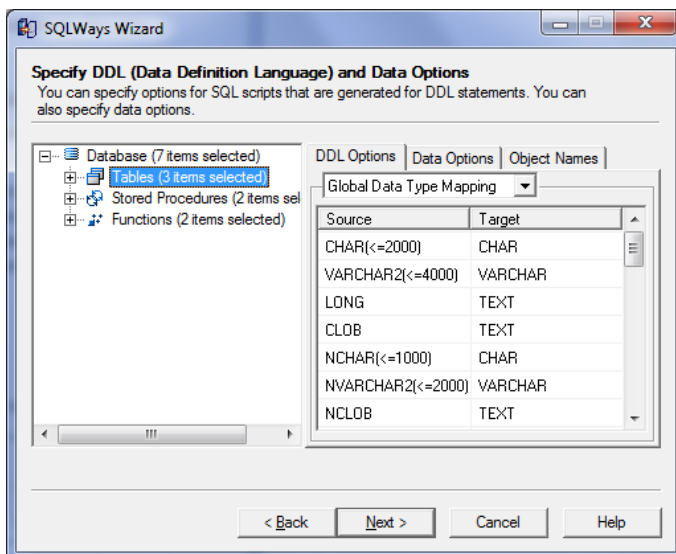 SQLWays Wizard
Specify DDL (Data Definition Language) and Data Options
You can specify options for SQL scripts that are generated for DDL statements. You can
also specify data options.
Database (7 items selected)
Tables (3 items selected)
Stored Procedures (2 items sel
Functions (2 items selected)
DDL Options Data Options Object Names
Global Data Type Mapping
Source Target
CHAR(<=2000) CHAR
VARCHAR2(<=4000) VARCHAR
LONG TEXT
CLOB TEXT
NCHAR(<=1000) CHAR
NVARCHAR2(<=2000) VARCHAR
NCLOB TEXT
< Back Next > Cancel Help